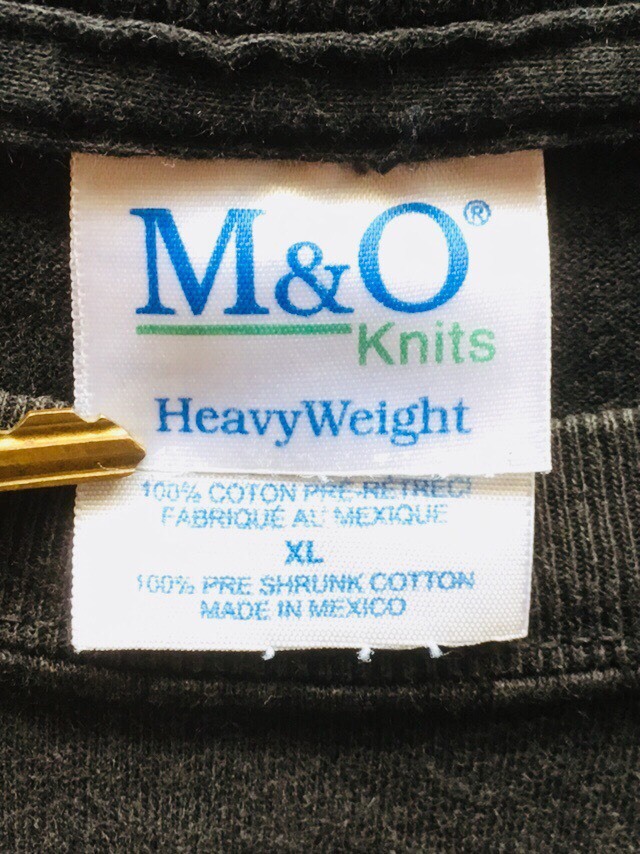 M&O®
Knits
HeavyWeight
100% COTON PRE-RETRECI
FABRIQUÉ AU MEXIQUE
XL
100% PRE SHRUNK COTTON
MADE IN MEXICO